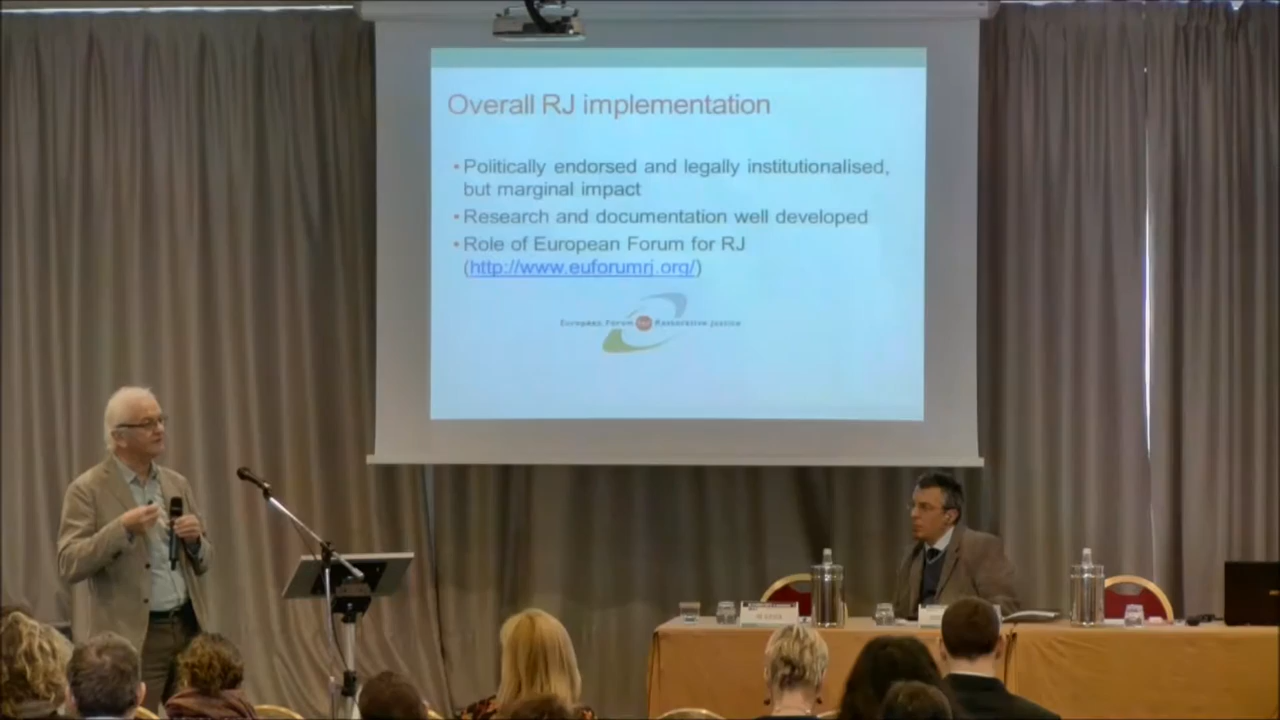 Overall RJ implementation
• Politically endorsed and legally institutionalised,
but marginal impact
• Research and documentation well developed
• Role of European Forum for RJ
(http://www.euforumrj.org/)
European Forum for Restorative Justice